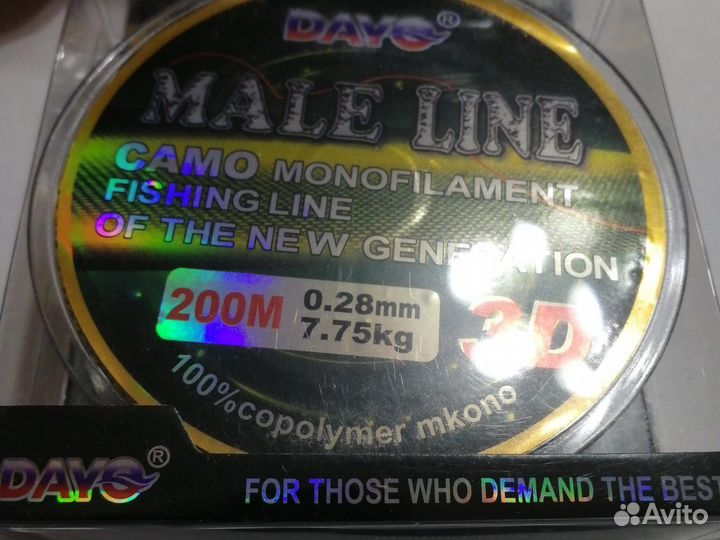 DAYO®
MALE LINE
CAMO MONOFILAMENT
FISHING LINE
OF THE NEW GENERATION
200M 0.28mm
7.75kg
3D
100%copolymer mkono
DAYO®
FOR THOSE WHO DEMAND THE BEST
Avito